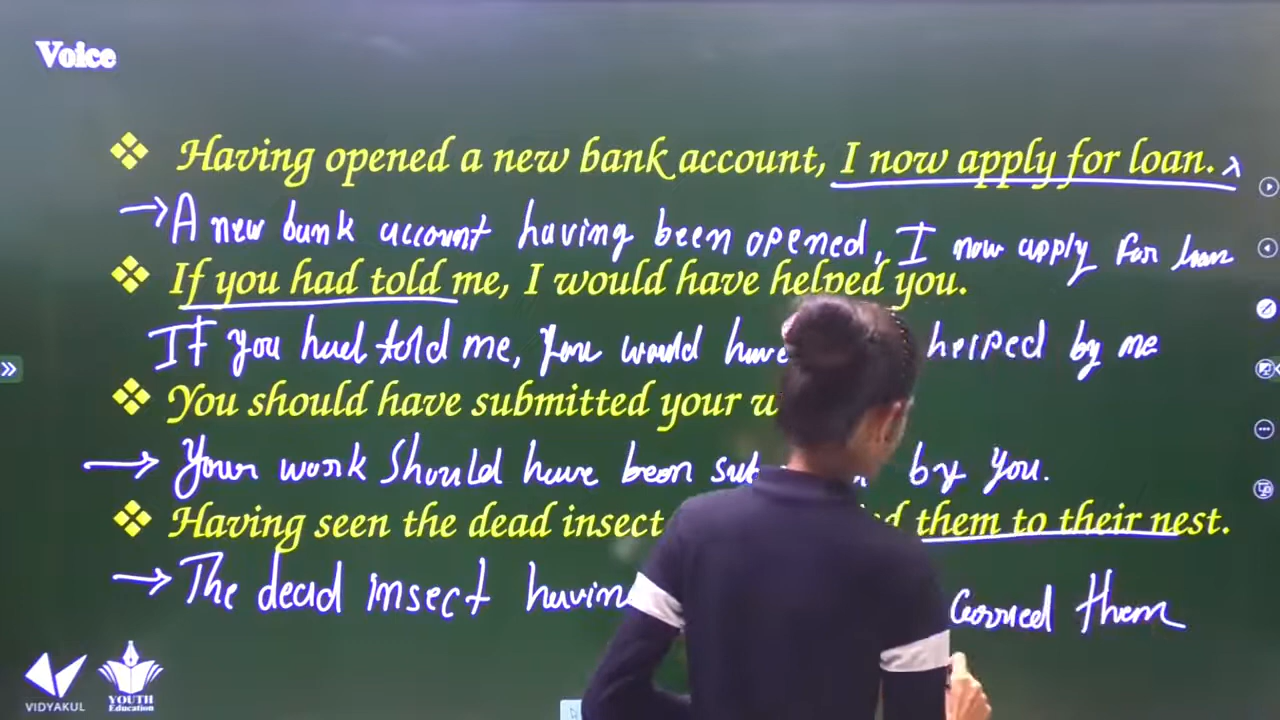 Voice
❖ Having opened a new bank account, I now apply for loan.
→ A new bank account having been opened, I now apply for loan
❖ If you had told me, I would have helped you.
If you had told me, you would have helped by me
❖ You should have submitted your
→ Your work should have been by you.
❖ Having seen the dead insect them to their nest.
→ The dead insect having carried them
VIDYAKUL
YOUTH
Education